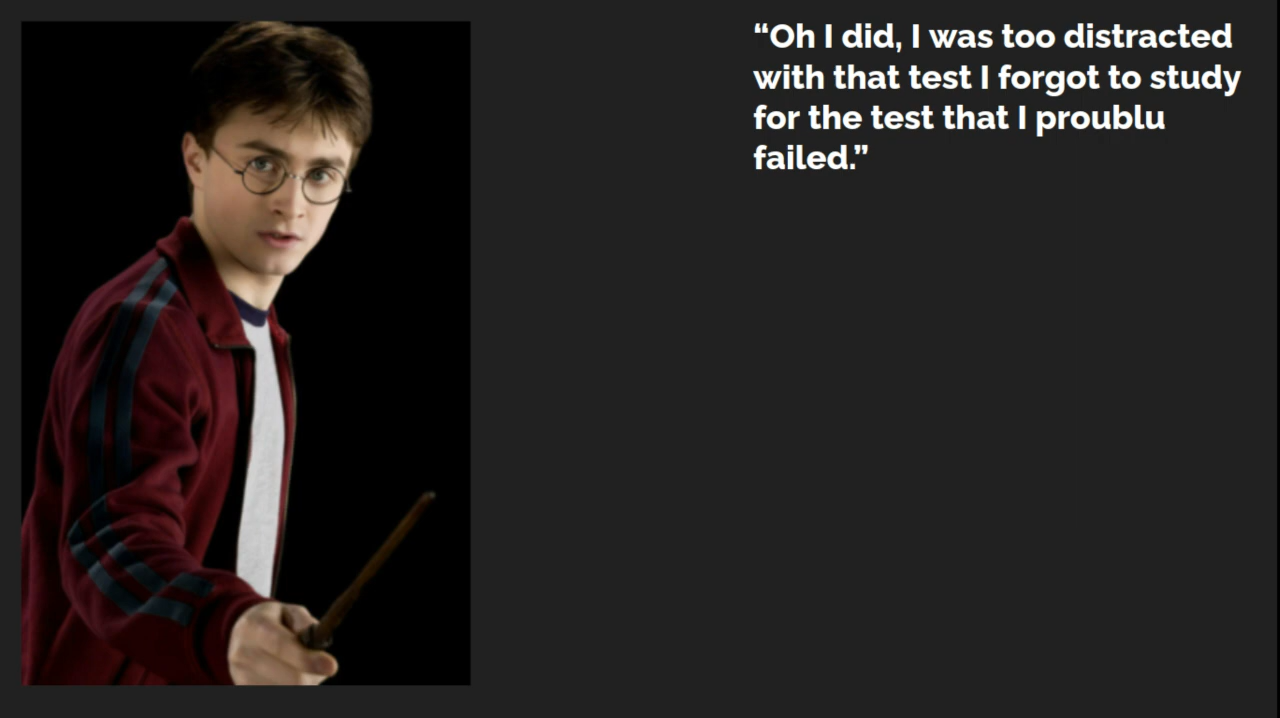 “Oh I did, I was too distracted
with that test I forgot to study
for the test that I proublu
failed.”